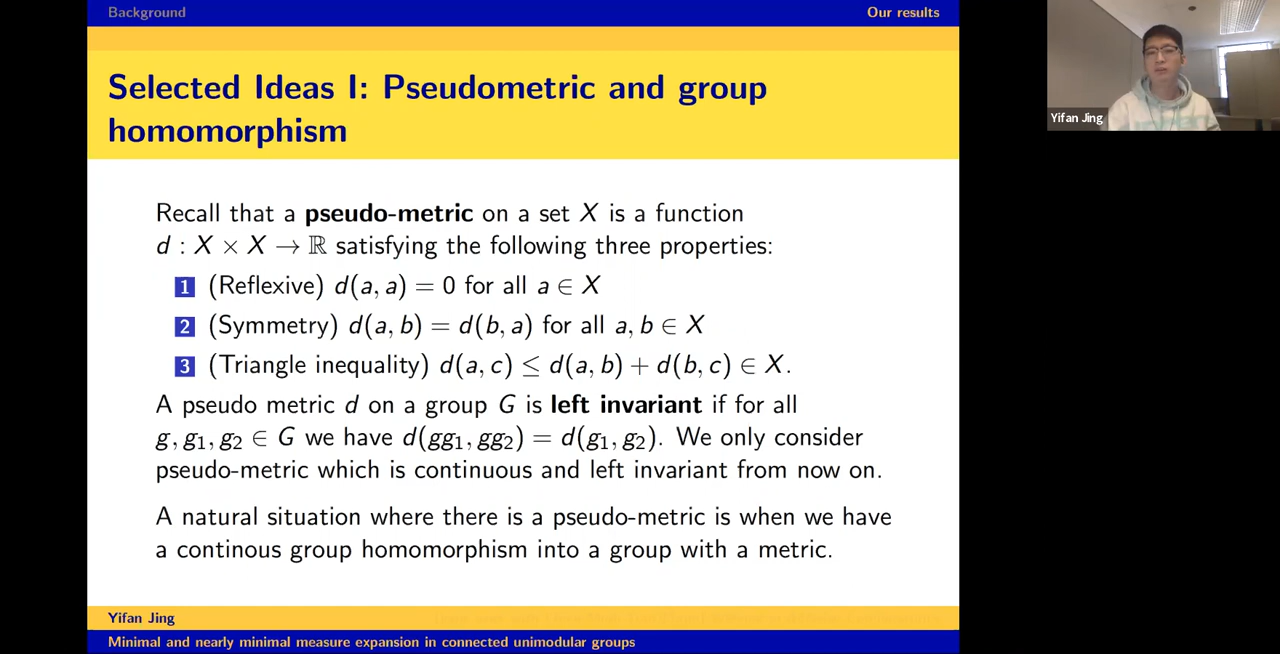 Background
Our results
Selected Ideas I: Pseudometric and group
homomorphism
Yifan Jing
Recall that a pseudo-metric on a set X is a function
d : X × X → ℝ satisfying the following three properties:
1 (Reflexive) d(a, a) = 0 for all a ∈ X
2 (Symmetry) d(a, b) = d(b, a) for all a, b ∈ X
3 (Triangle inequality) d(a, c) ≤ d(a, b) + d(b, c) ∈ X.
A pseudo metric d on a group G is left invariant if for all
g, g₁, g₂ ∈ G we have d(gg₁, gg₂) = d(g₁, g₂). We only consider
pseudo-metric which is continuous and left invariant from now on.
A natural situation where there is a pseudo-metric is when we have
a continous group homomorphism into a group with a metric.
Yifan Jing
Minimal and nearly minimal measure expansion in connected unimodular groups